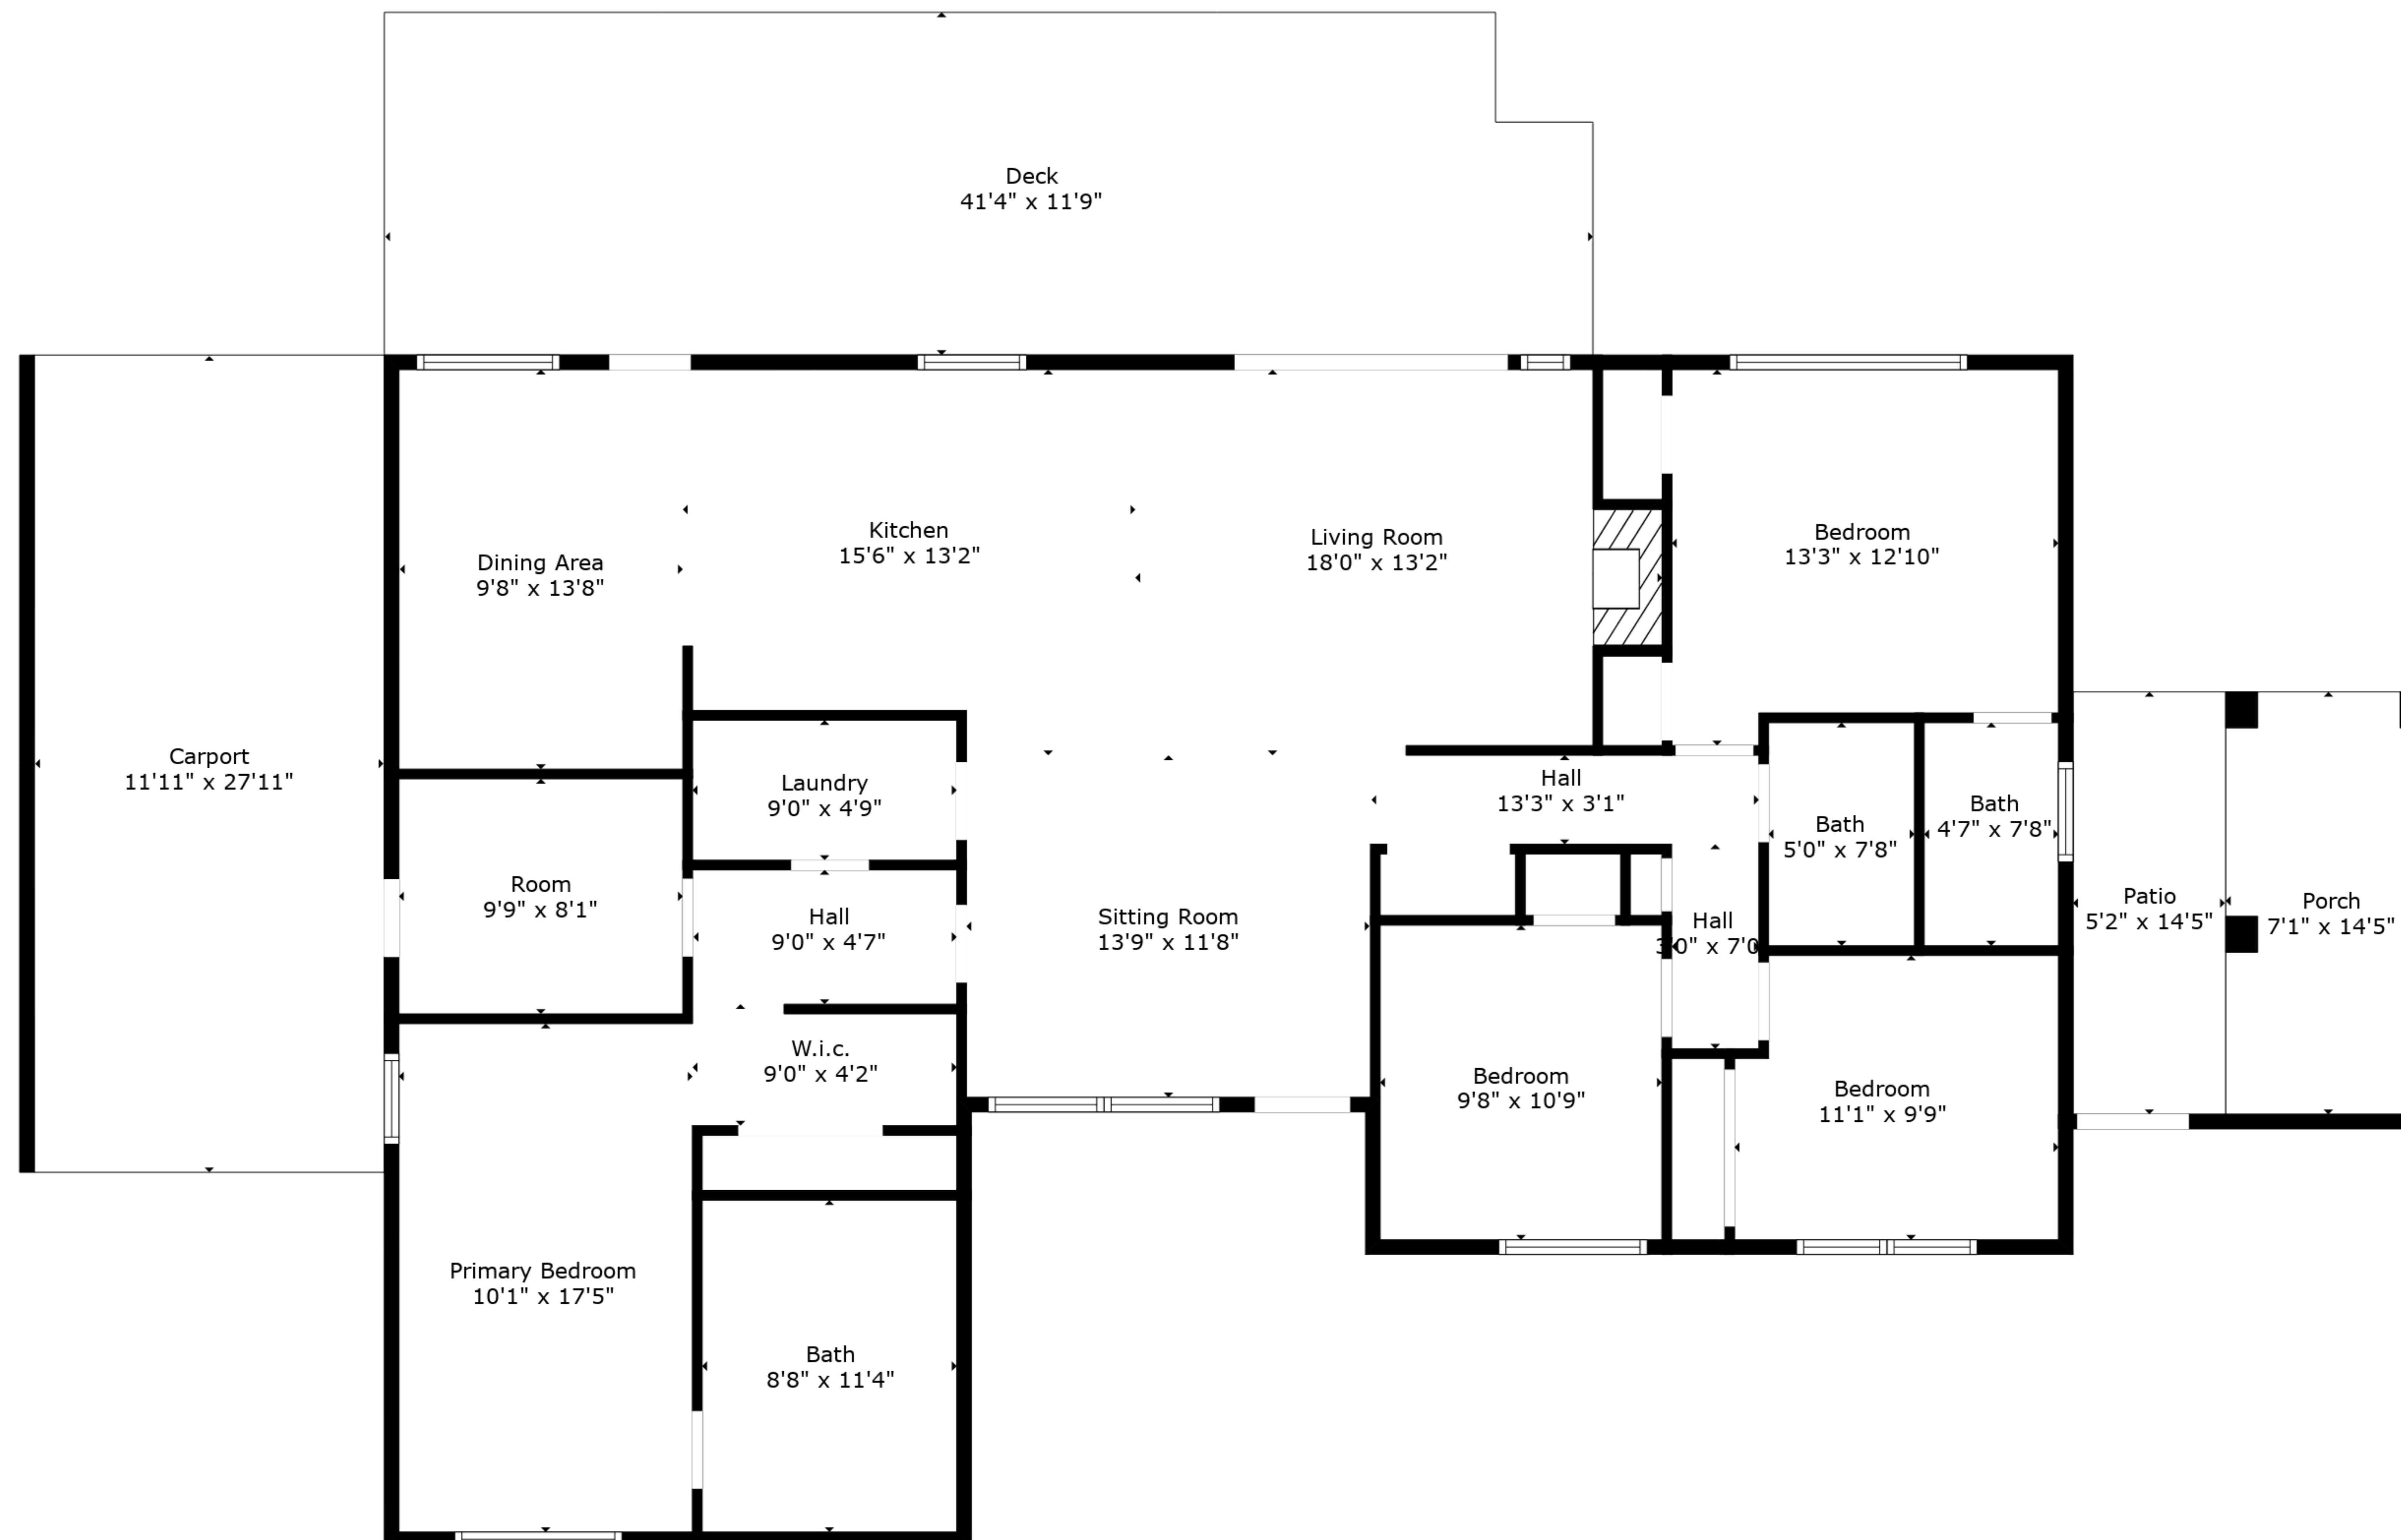 Deck
41'4" x 11'9"
Kitchen
15'6" x 13'2"
Living Room
18'0" x 13'2"
Bedroom
13'3" x 12'10"
Dining Area
9'8" x 13'8"
Carport
11'11" x 27'11"
Laundry
9'0" x 4'9"
Hall
13'3" x 3'1"
Bath
4'7" x 7'8"
Bath
5'0" x 7'8"
Room
9'9" x 8'1"
Hall
9'0" x 4'7"
Sitting Room
13'9" x 11'8"
Hall
3'0" x 7'0
Patio
5'2" x 14'5"
Porch
7'1" x 14'5"
W.i.c.
9'0" x 4'2"
Bedroom
9'8" x 10'9"
Bedroom
11'1" x 9'9"
Primary Bedroom
10'1" x 17'5"
Bath
8'8" x 11'4"